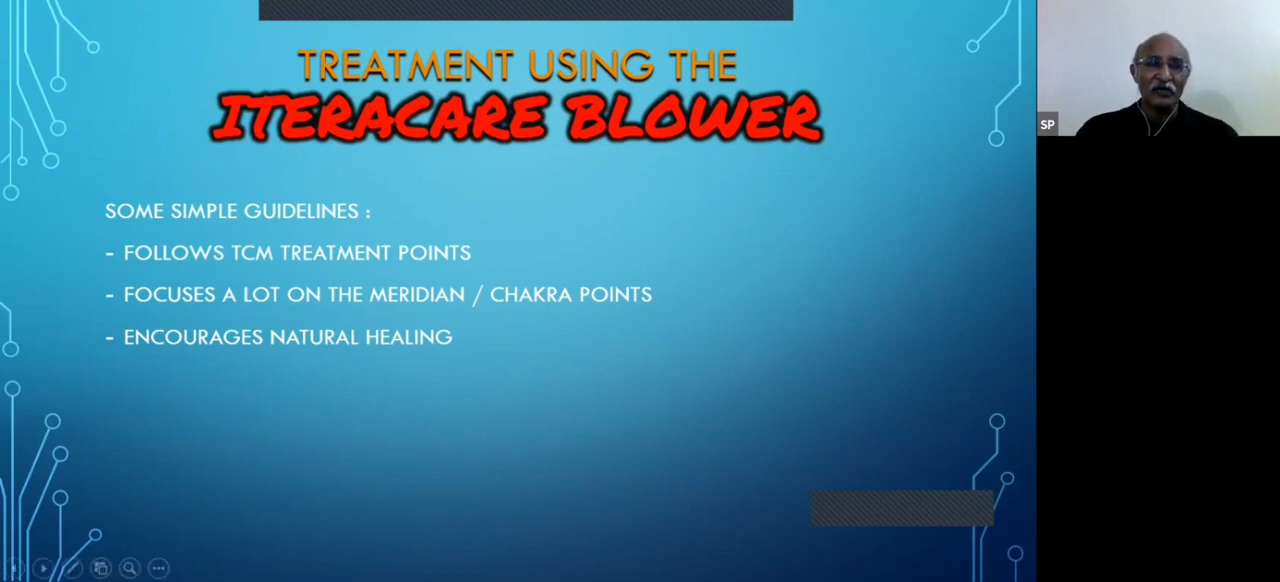 TREATMENT USING THE
ITERACARE BLOWER
SOME SIMPLE GUIDELINES :
- FOLLOWS TCM TREATMENT POINTS
- FOCUSES A LOT ON THE MERIDIAN / CHAKRA POINTS
- ENCOURAGES NATURAL HEALING
SP